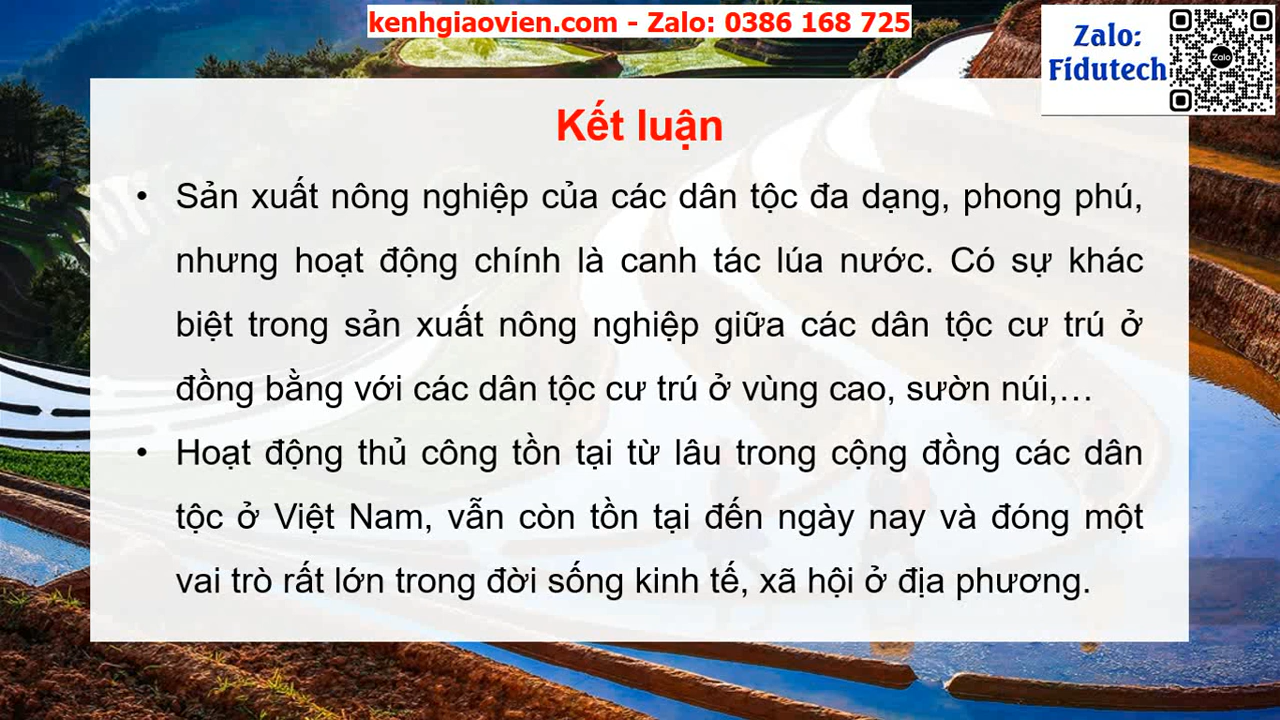 kenhgiaovien.com - Zalo: 0386 168 725
Zalo:
Fidutech
Zalo
Kết luận
• Sản xuất nông nghiệp của các dân tộc đa dạng, phong phú,
nhưng hoạt động chính là canh tác lúa nước. Có sự khác
biệt trong sản xuất nông nghiệp giữa các dân tộc cư trú ở
đồng bằng với các dân tộc cư trú ở vùng cao, sườn núi,…
• Hoạt động thủ công tồn tại từ lâu trong cộng đồng các dân
tộc ở Việt Nam, vẫn còn tồn tại đến ngày nay và đóng một
vai trò rất lớn trong đời sống kinh tế, xã hội ở địa phương.